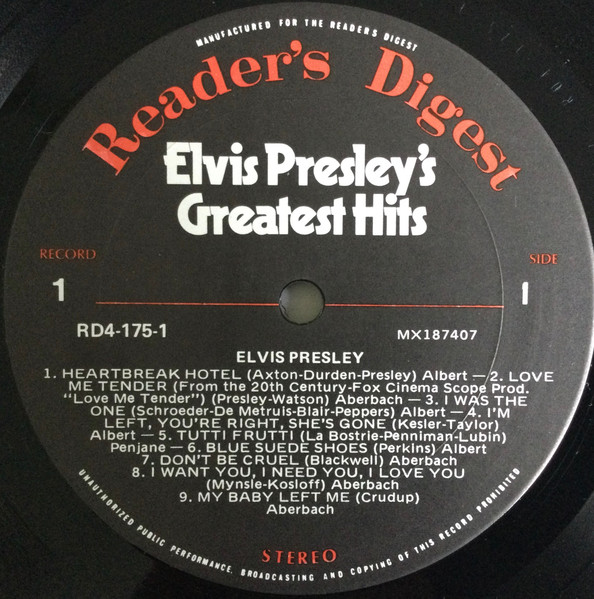 MANUFACTURED FOR THE READERS DIGEST
Reader's Digest
Elvis Presley's
Greatest Hits
RECORD
1
SIDE
1
RD4-175-1
MX187407
ELVIS PRESLEY
1. HEARTBREAK HOTEL (Axton-Durden-Presley) Albert — 2. LOVE
ME TENDER (From the 20th Century-Fox Cinema Scope Prod.
“Love Me Tender”) (Presley-Watson) Aberbach — 3. I WAS THE
ONE (Schroeder-De Metruis-Blair-Peppers) Albert — 4. I'M
LEFT, YOU'RE RIGHT, SHE'S GONE (Kesler-Taylor)
Albert — 5. TUTTI FRUTTI (La Bostrie-Penniman-Lubin)
Penjane — 6. BLUE SUEDE SHOES (Perkins) Albert
7. DON'T BE CRUEL (Blackwell) Aberbach
8. I WANT YOU, I NEED YOU, I LOVE YOU
(Mynsle-Kosloff) Aberbach
9. MY BABY LEFT ME (Crudup)
Aberbach
STEREO
UNAUTHORIZED PUBLIC PERFORMANCE, BROADCASTING AND COPYING OF THIS RECORD PROHIBITED